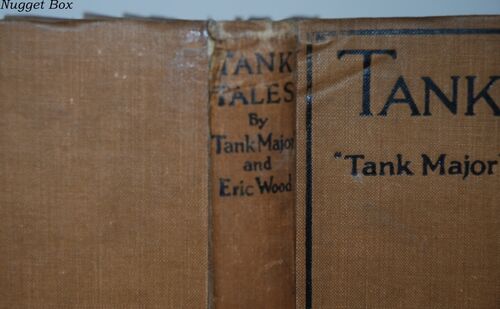 Nugget Box
TANK
TALES
By
Tank Major
and
Eric Wood
TANK
"Tank Major